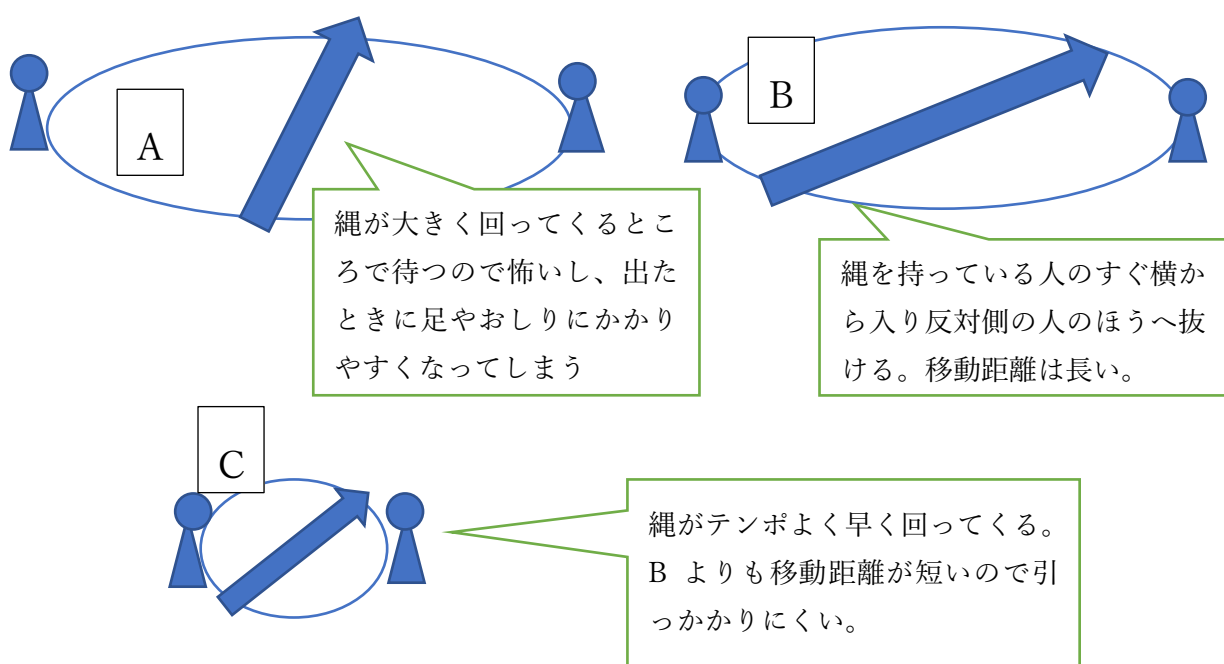 A
縄が大きく回ってくるとこ
ろで待つので怖いし、出た
ときに足やおしりにかかり
やすくなってしまう
B
縄を持っている人のすぐ横か
ら入り反対側の人のほうへ抜
ける。移動距離は長い。
C
縄がテンポよく早く回ってくる。
B よりも移動距離が短いので引
っかかりにくい。